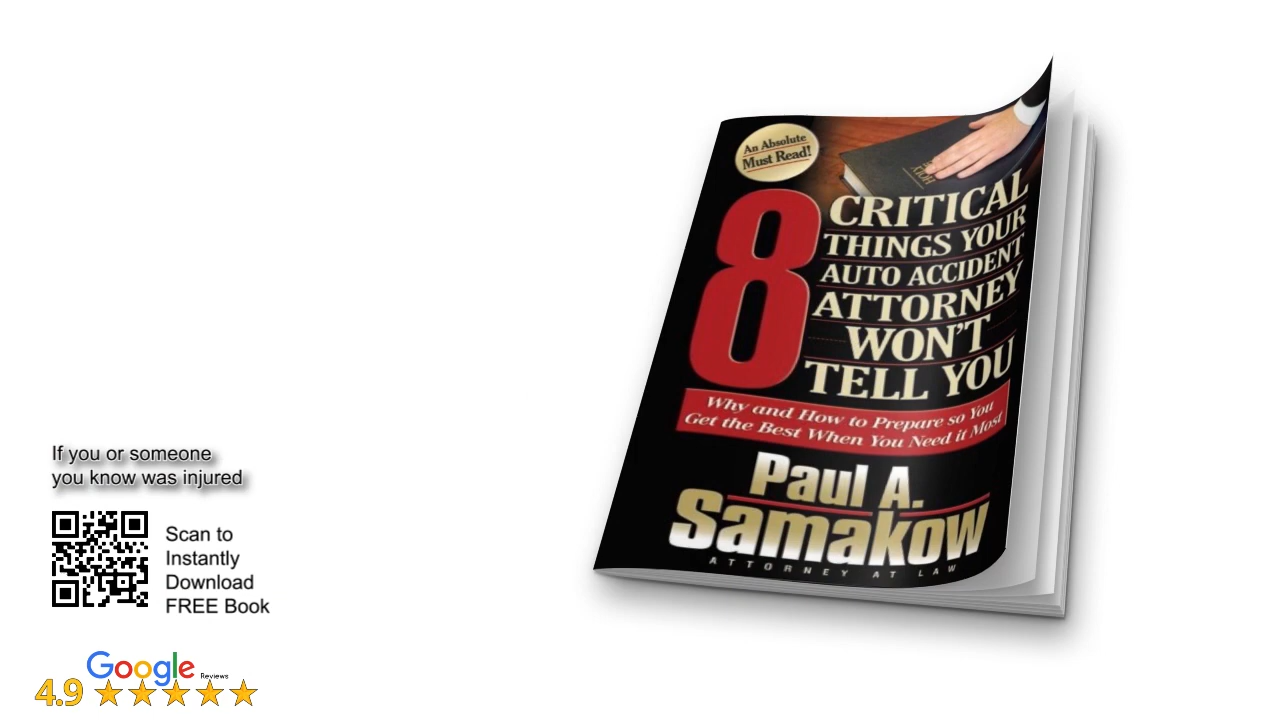 An Absolute
Must Read!
8
CRITICAL
THINGS YOUR
AUTO ACCIDENT
ATTORNEY
WON'T
TELL YOU
Why and How to Prepare so You
Get the Best When You Need it Most
Paul A.
Samakow
ATTORNEY AT LAW
If you or someone
you know was injured
Scan to
Instantly
Download
FREE Book
Google Reviews
4.9